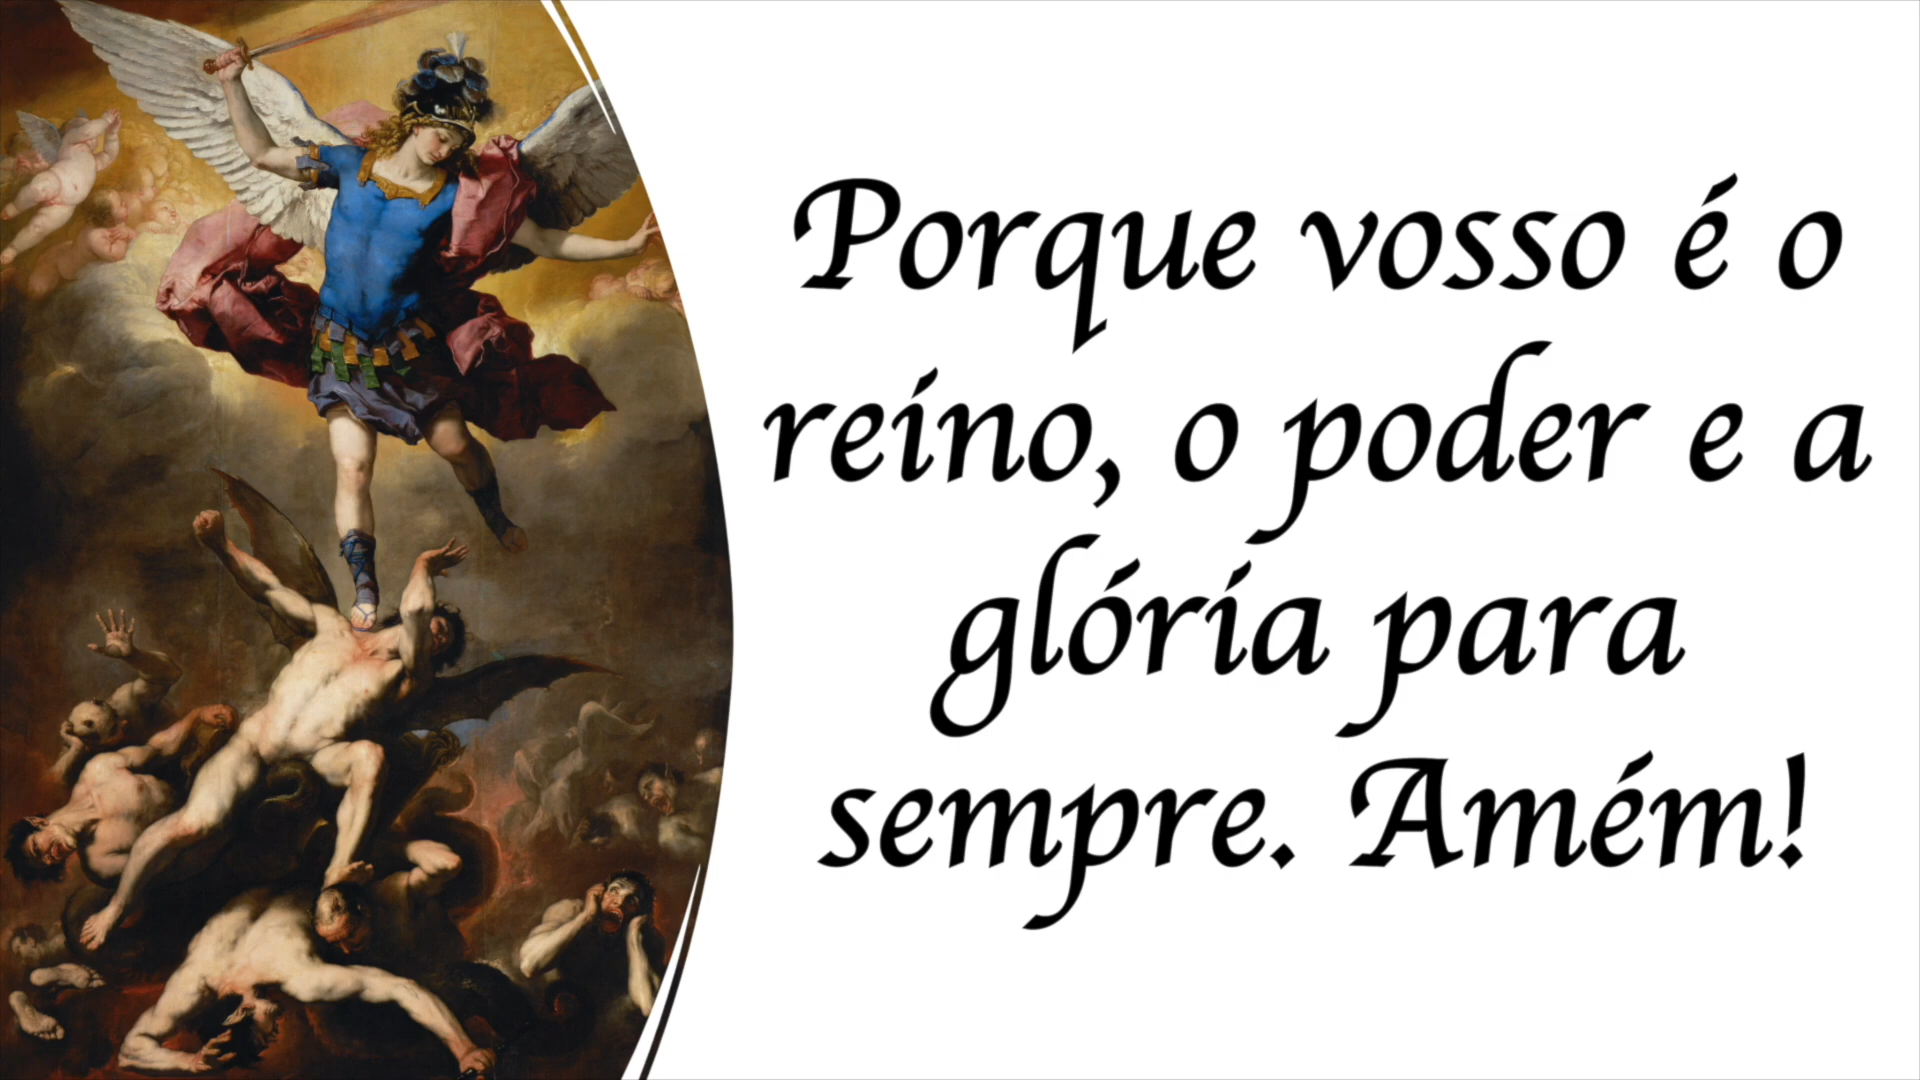 Porque vosso é o
reino, o poder e a
glória para
sempre. Amém!